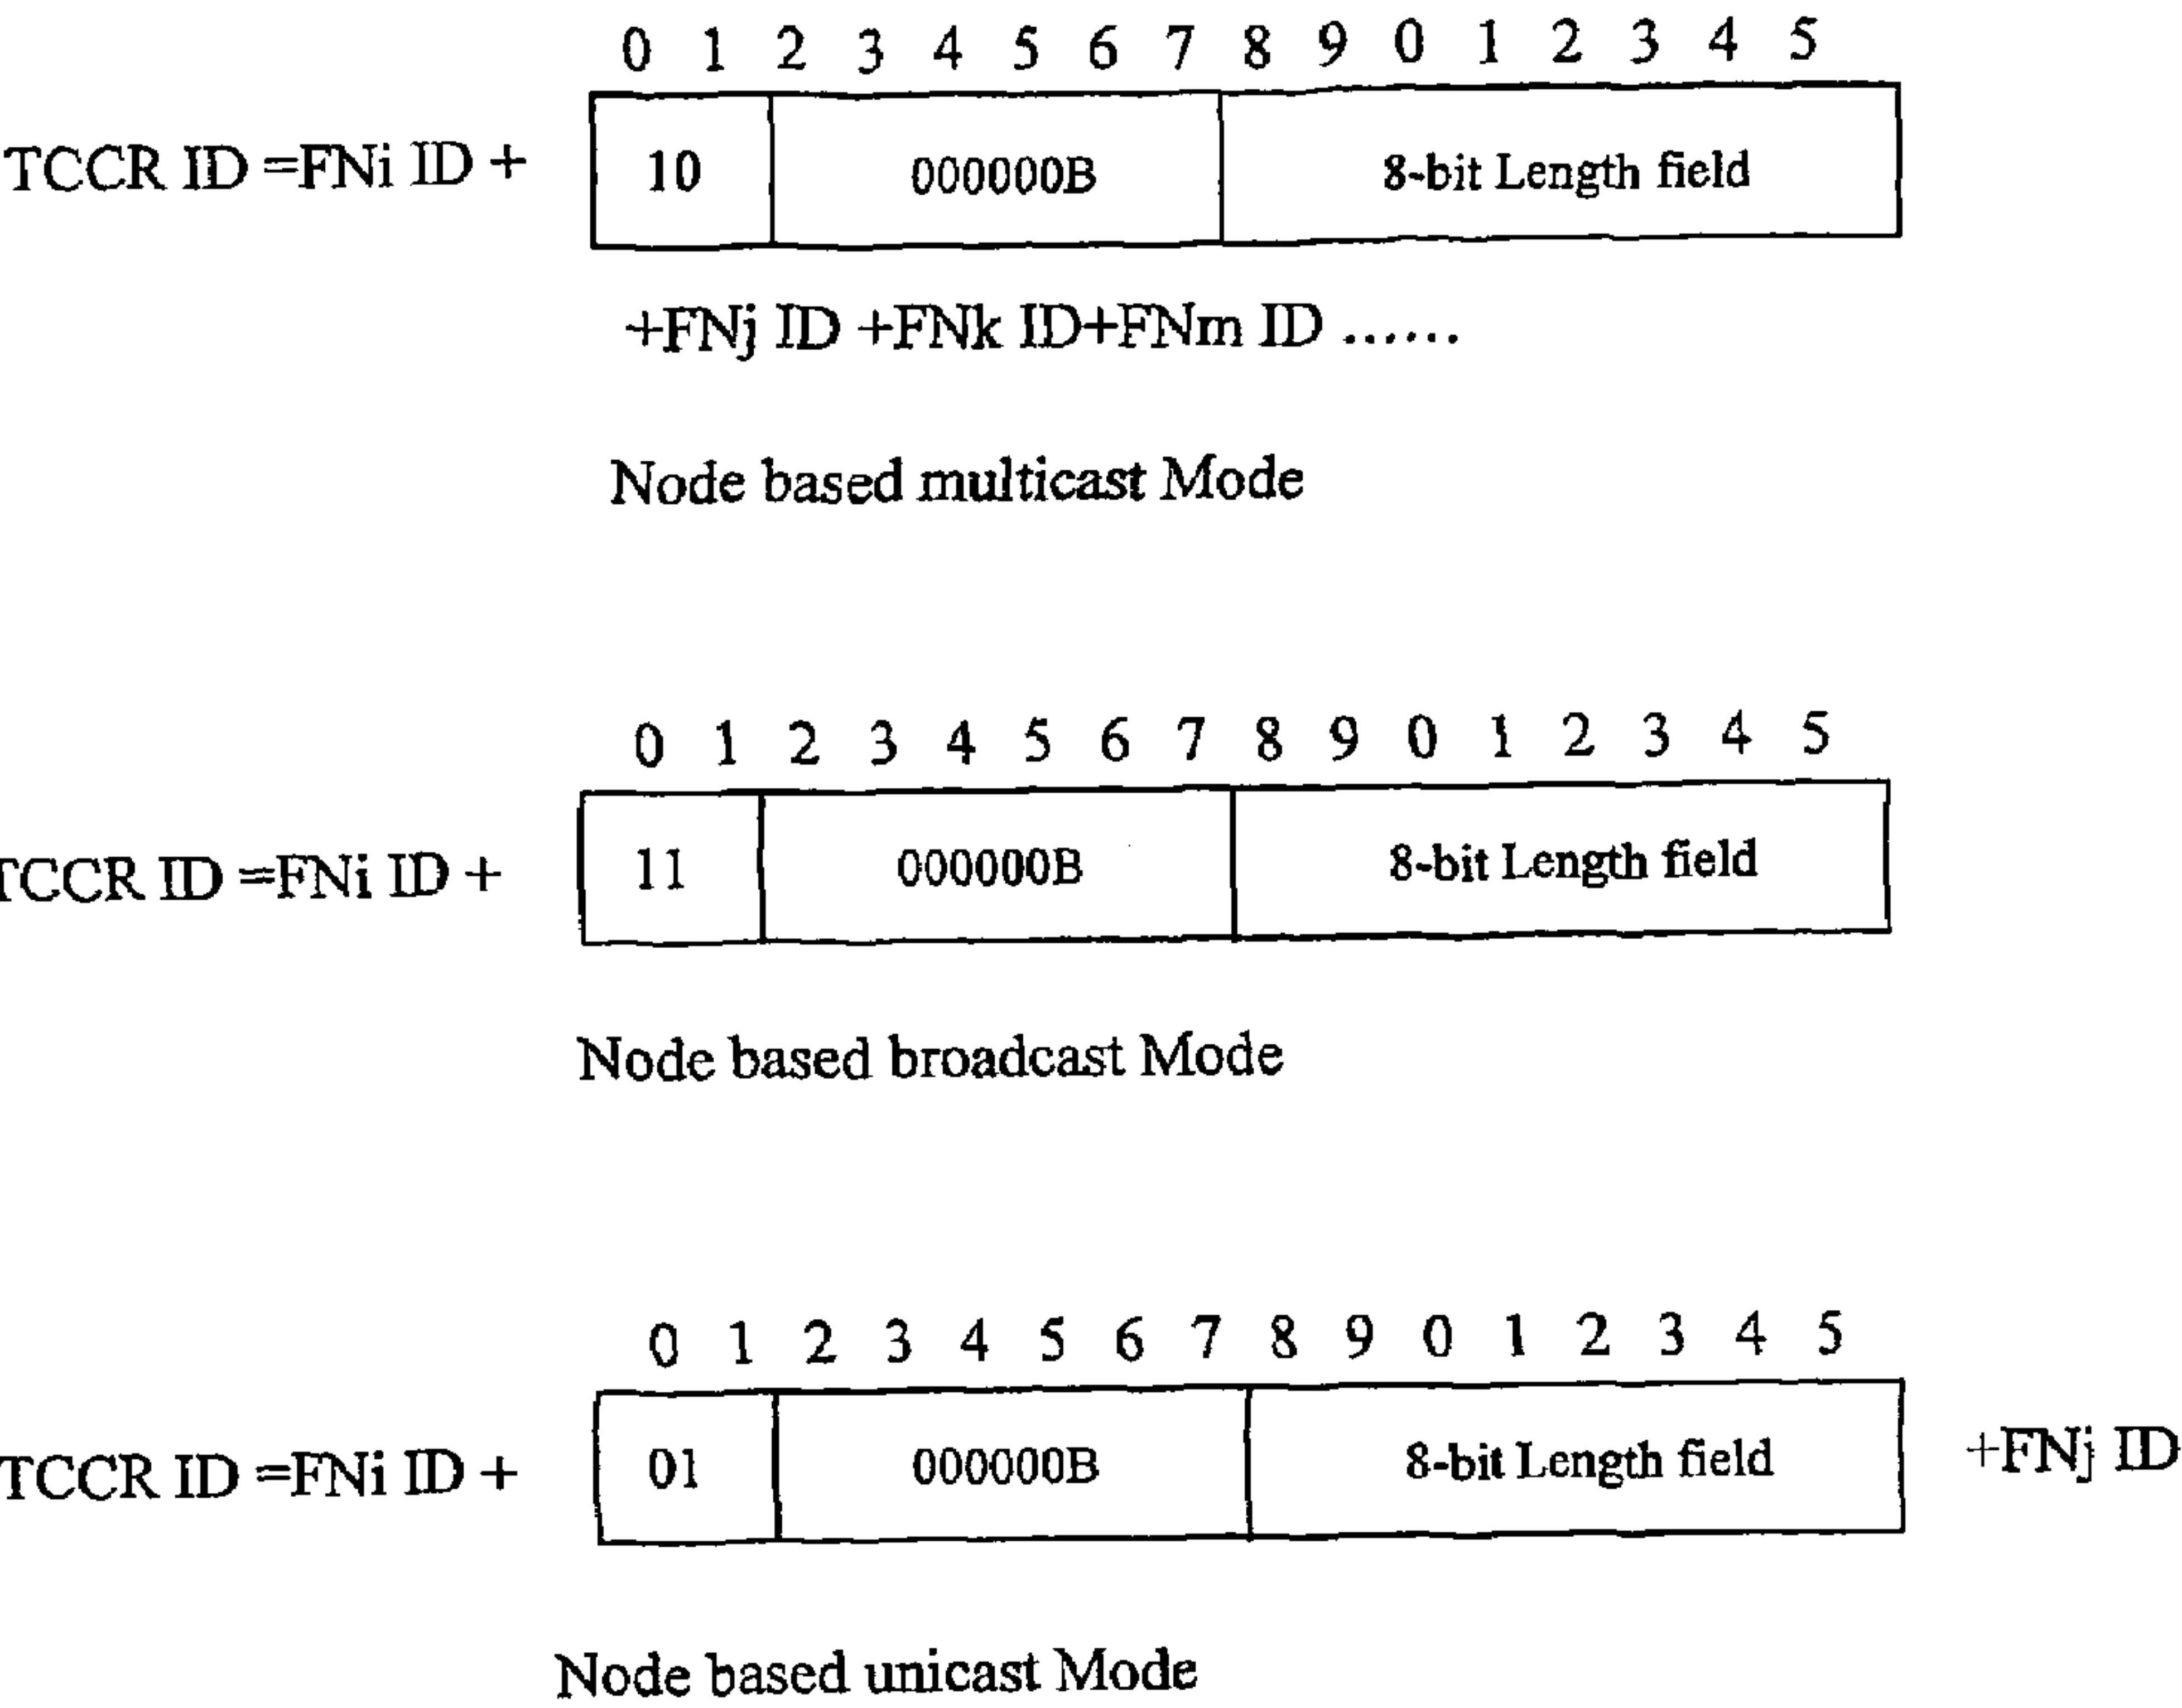 0 1 2 3 4 5 6 7 8 9 0 1 2 3 4 5
TCCR ID =FNi ID + 10 000000B 8-bit Length field
+FNj ID +FNk ID+FNm ID ......
Node based multicast Mode
0 1 2 3 4 5 6 7 8 9 0 1 2 3 4 5
TCCR ID =FNi ID + 11 000000B 8-bit Length field
Node based broadcast Mode
0 1 2 3 4 5 6 7 8 9 0 1 2 3 4 5
TCCR ID =FNi ID + 01 000000B 8-bit Length field +FNj ID
Node based unicast Mode